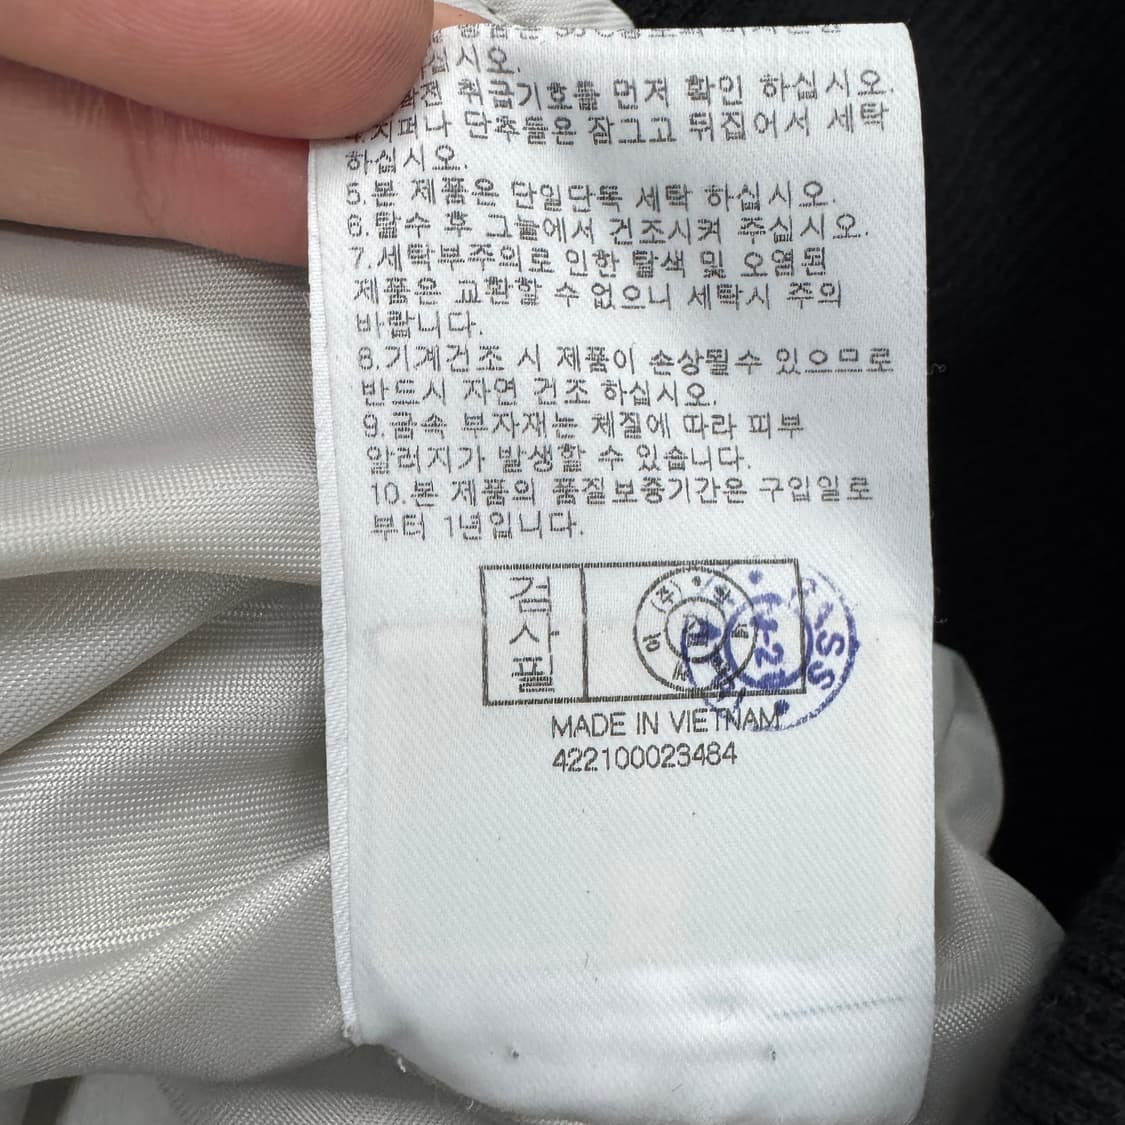 십시오.
취급기호를 먼저 확인 하십시오.
4.지퍼나 단추들은 잠그고 뒤집어서 세탁
하십시오.
5.본 제품은 단일단독 세탁 하십시오.
6.탈수 후 그늘에서 건조시켜 주십시오.
7.세탁부주의로 인한 탈색 및 오염된
제품은 교환할 수 없으니 세탁시 주의
바랍니다.
8.기계건조 시 제품이 손상될수 있으므로
반드시 자연 건조 하십시오.
9.금속 부자재는 체질에 따라 피부
알러지가 발생할 수 있습니다.
10.본 제품의 품질보증기간은 구입일로
부터 1년입니다.
검
사
필
MADE IN VIETNAM
422100023484